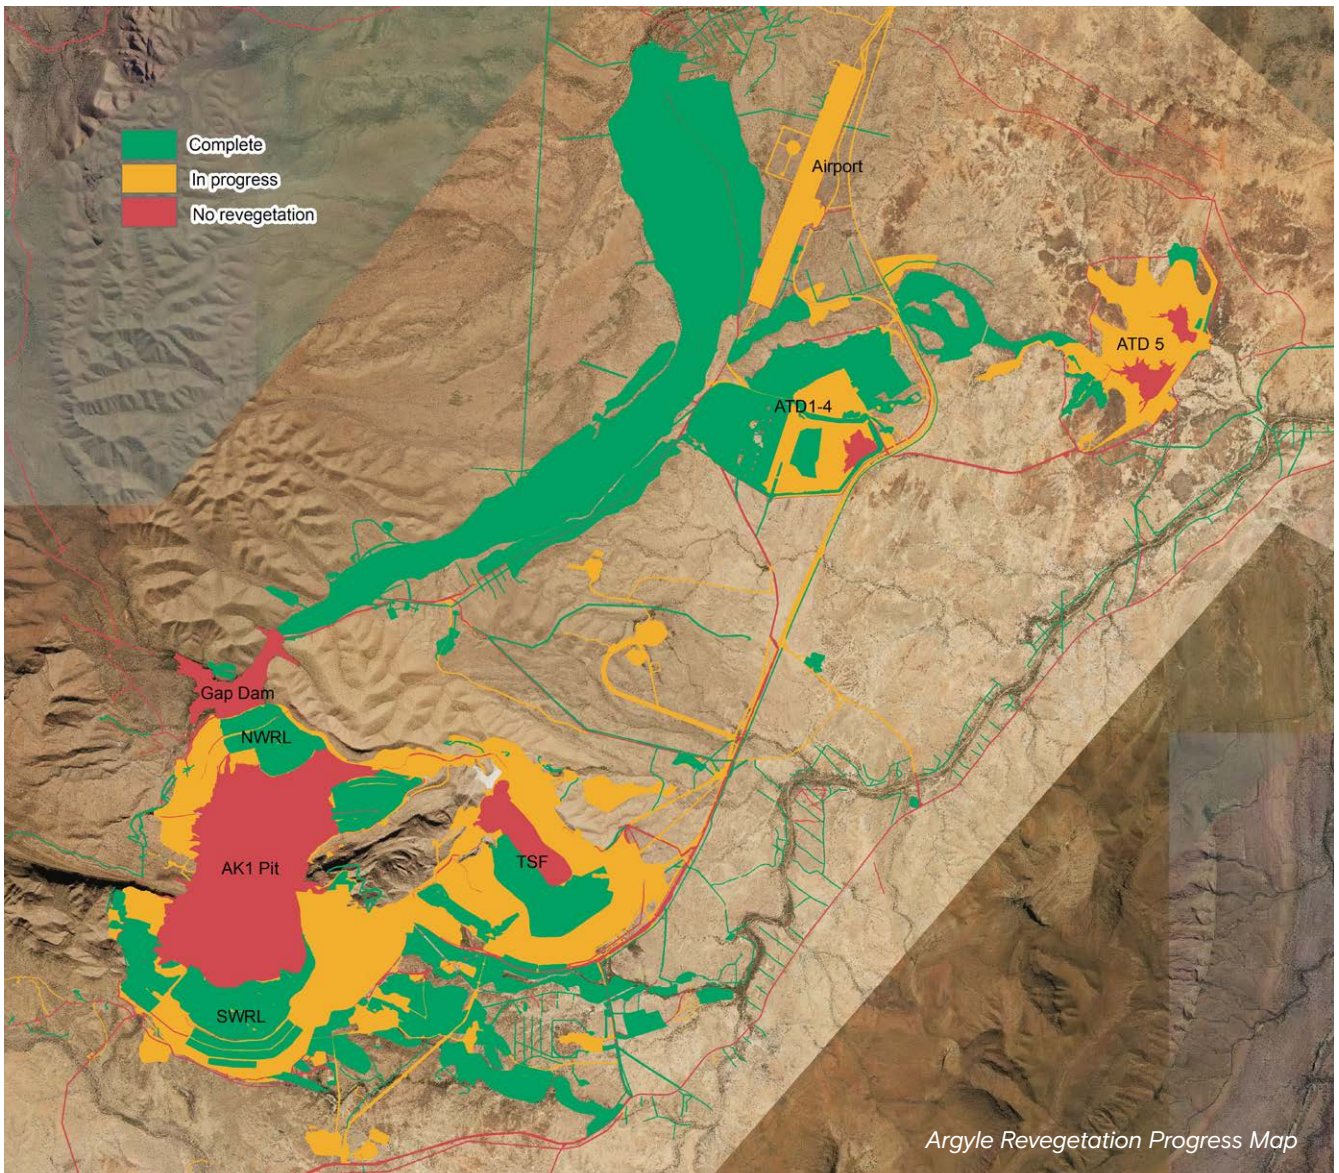 Complete
In progress
No revegetation
Airport
ATD 5
ATD1-4
Gap Dam
NWRL
AK1 Pit
TSF
SWRL
Argyle Revegetation Progress Map